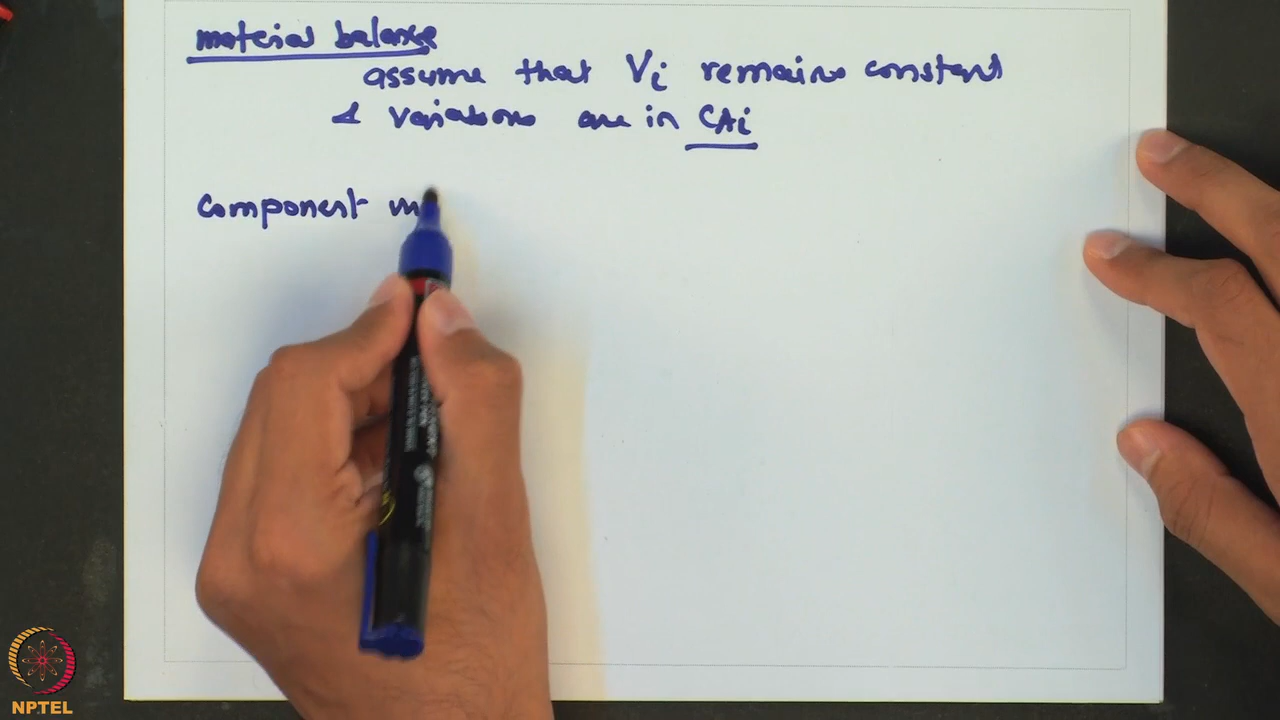 material balance
assume that Vi remains constant
& variations are in CAi
component m
NPTEL